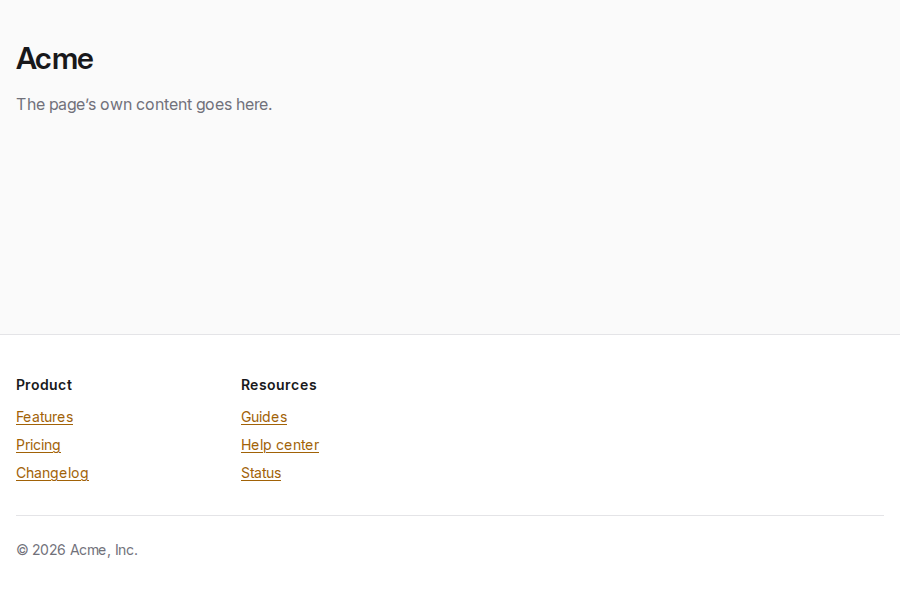 Acme
The page’s own content goes here.
Product
Features
Pricing
Changelog
Resources
Guides
Help center
Status
© 2026 Acme, Inc.